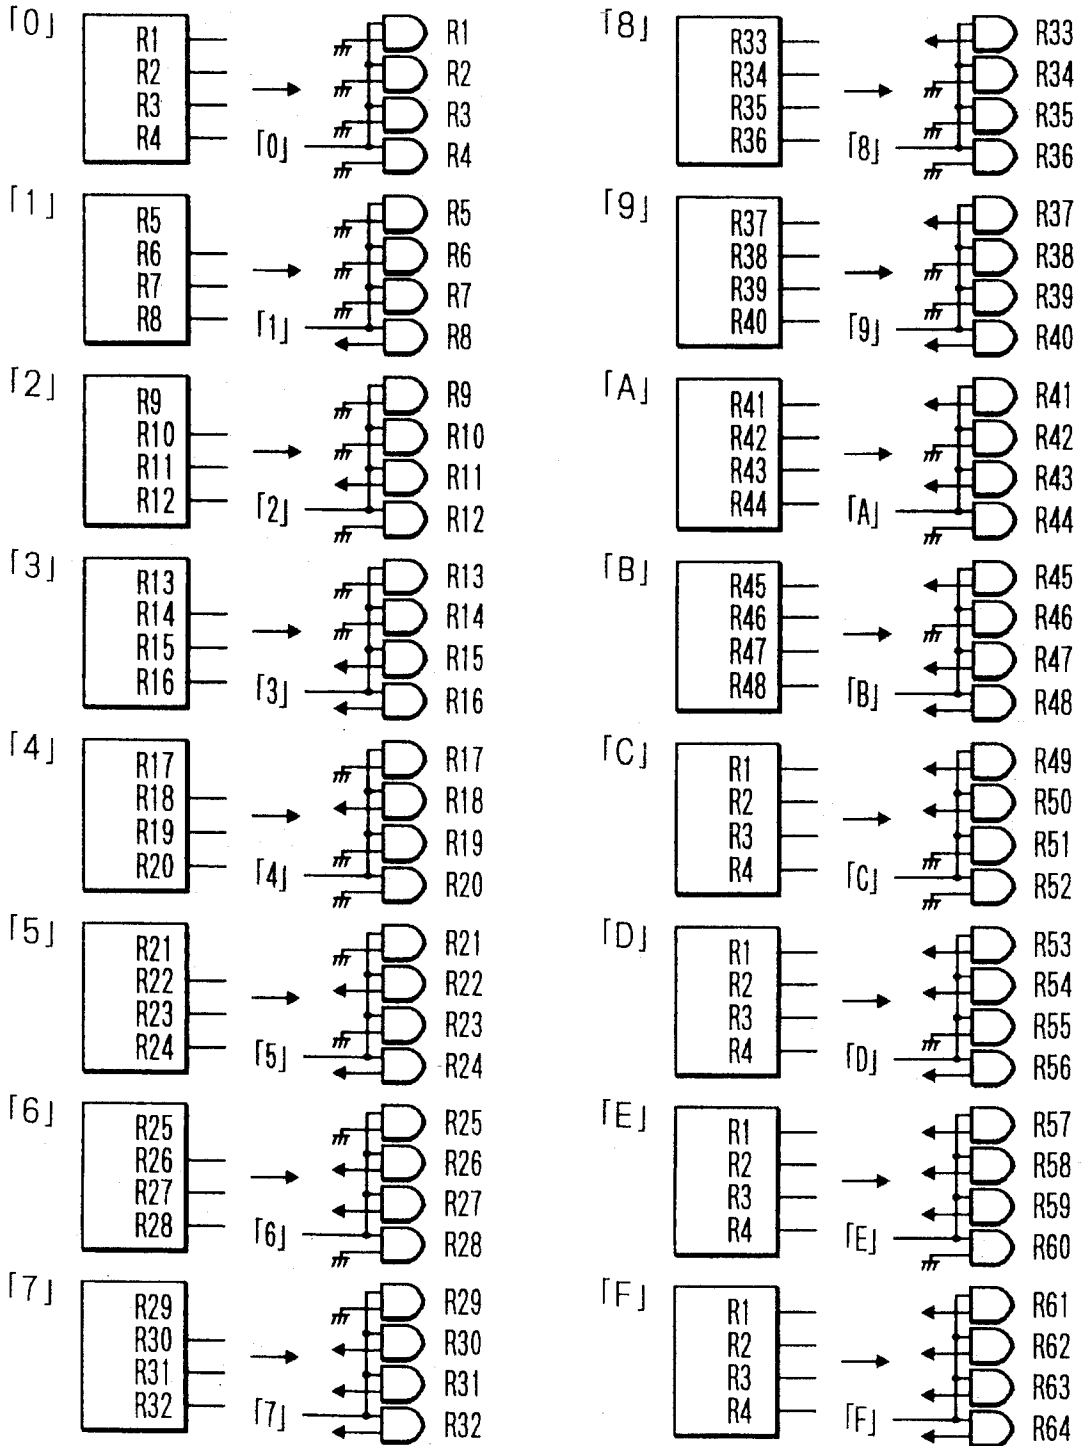 「0」
R1
R2
R3
R4
「0」
R1
R2
R3
R4
「1」
R5
R6
R7
R8
「1」
R5
R6
R7
R8
「2」
R9
R10
R11
R12
「2」
R9
R10
R11
R12
「3」
R13
R14
R15
R16
「3」
R13
R14
R15
R16
「4」
R17
R18
R19
R20
「4」
R17
R18
R19
R20
「5」
R21
R22
R23
R24
「5」
R21
R22
R23
R24
「6」
R25
R26
R27
R28
「6」
R25
R26
R27
R28
「7」
R29
R30
R31
R32
「7」
R29
R30
R31
R32
「8」
R33
R34
R35
R36
「8」
R33
R34
R35
R36
「9」
R37
R38
R39
R40
「9」
R37
R38
R39
R40
「A」
R41
R42
R43
R44
「A」
R41
R42
R43
R44
「B」
R45
R46
R47
R48
「B」
R45
R46
R47
R48
「C」
R1
R2
R3
R4
「C」
R49
R50
R51
R52
「D」
R1
R2
R3
R4
「D」
R53
R54
R55
R56
「E」
R1
R2
R3
R4
「E」
R57
R58
R59
R60
「F」
R1
R2
R3
R4
「F」
R61
R62
R63
R64